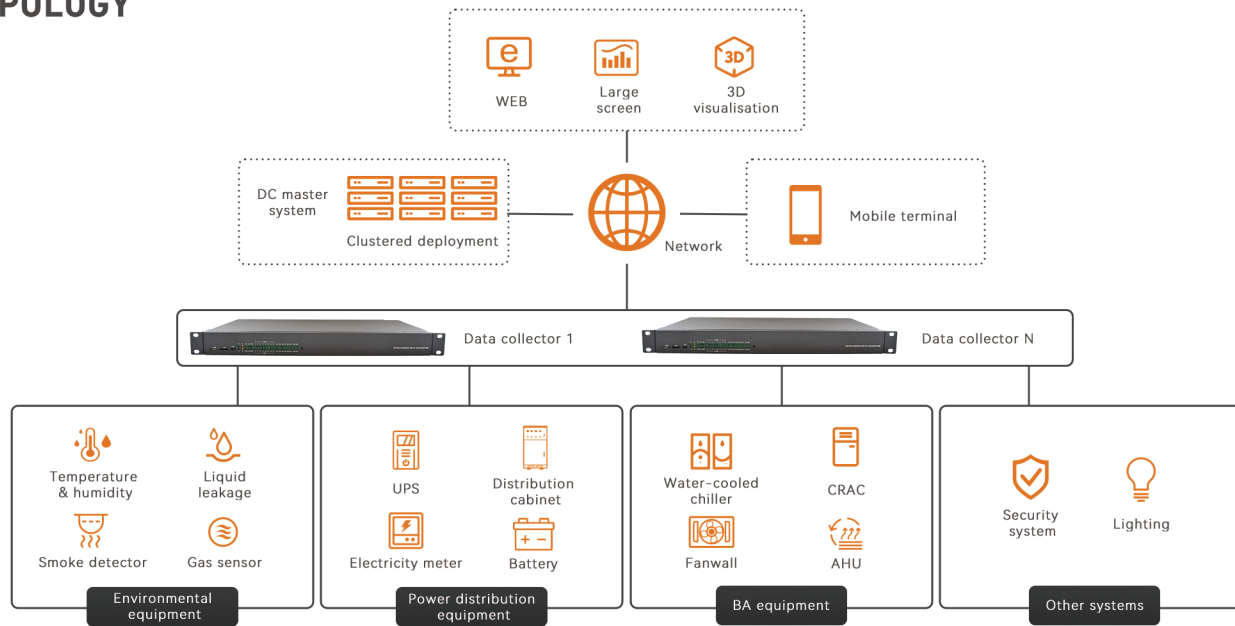 POLOGY
e
3D
WEB
Large
screen
3D
visualisation
DC master
system
Clustered deployment
Network
Mobile terminal
Data collector 1
Data collector N
Temperature
& humidity
Liquid
leakage
Smoke detector
Gas sensor
Environmental
equipment
UPS
Distribution
cabinet
Electricity meter
Battery
Power distribution
equipment
Water-cooled
chiller
CRAC
Fanwall
AHU
BA equipment
Security
system
Lighting
Other systems